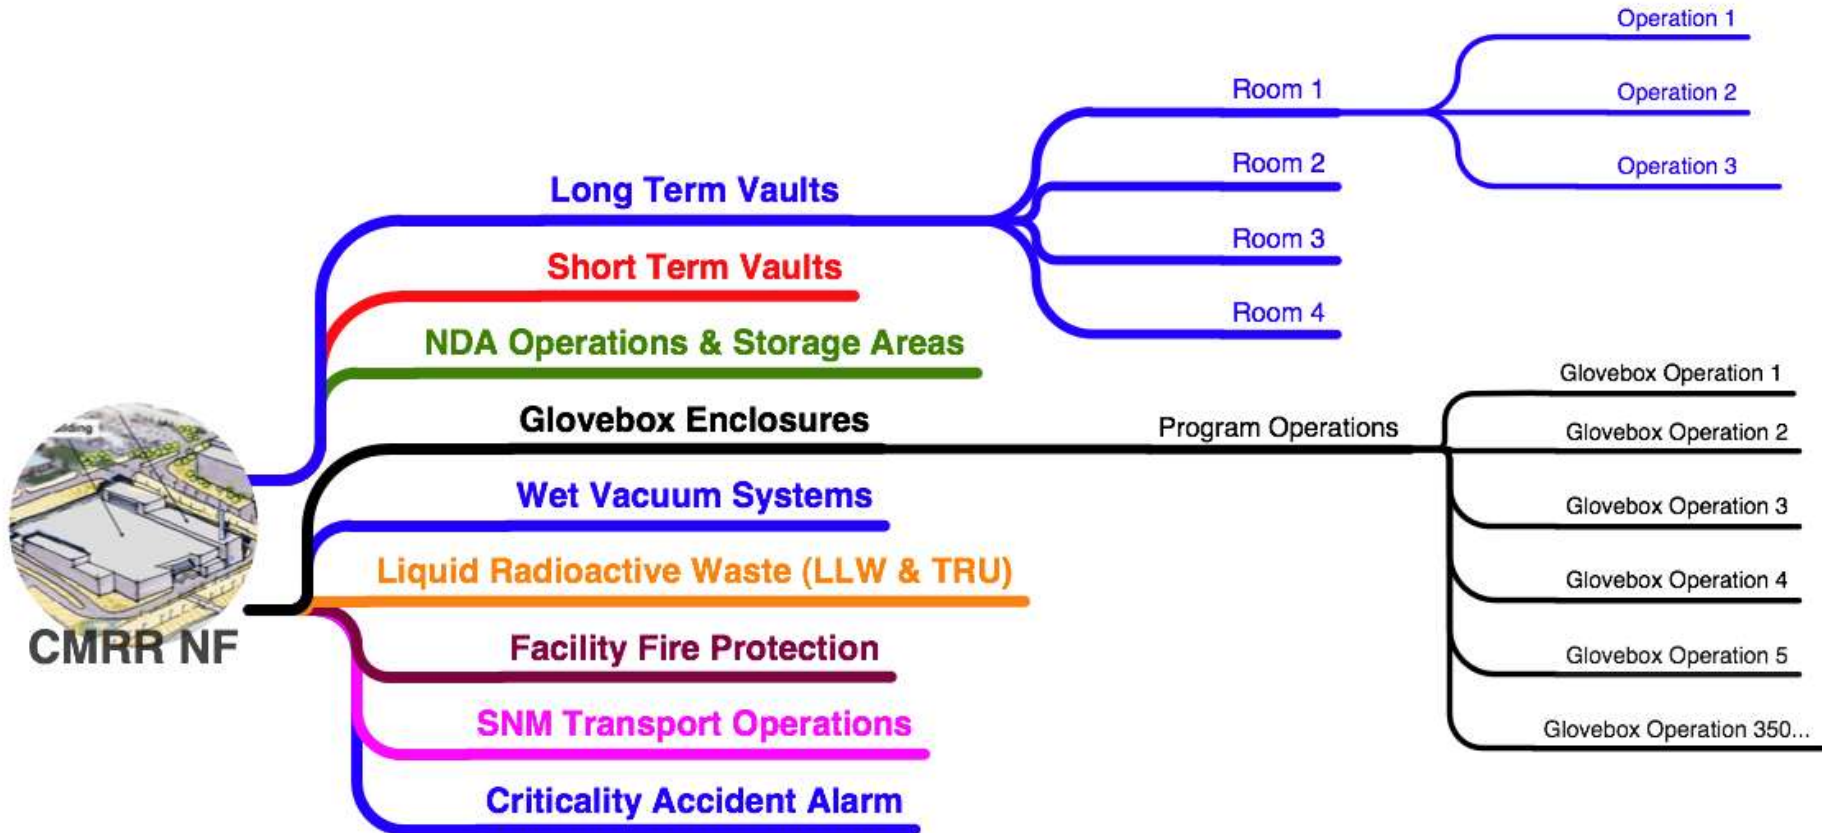 Operation 1
Room 1
Operation 2
Room 2
Operation 3
Long Term Vaults
Room 3
Short Term Vaults
Room 4
NDA Operations & Storage Areas
Glovebox Operation 1
Glovebox Enclosures
Program Operations
Glovebox Operation 2
Wet Vacuum Systems
Glovebox Operation 3
Liquid Radioactive Waste (LLW & TRU)
Glovebox Operation 4
CMRR NF
Facility Fire Protection
Glovebox Operation 5
SNM Transport Operations
Glovebox Operation 350...
Criticality Accident Alarm